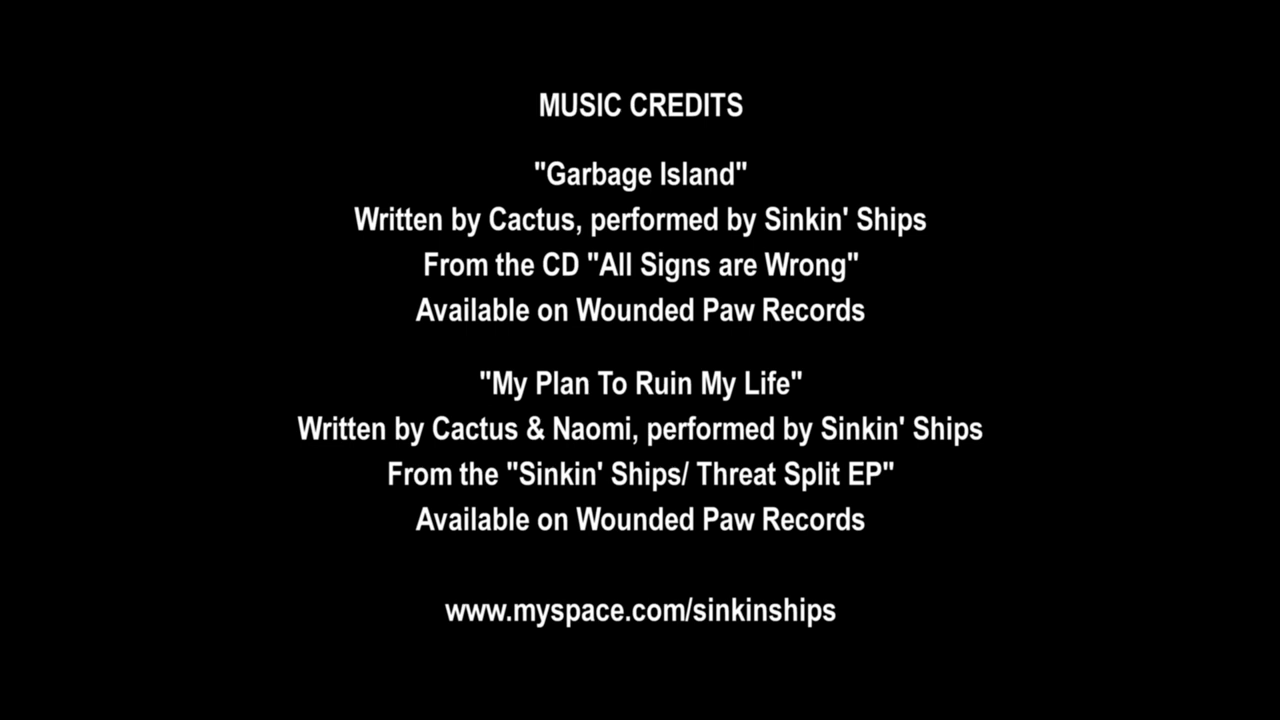 MUSIC CREDITS
"Garbage Island"
Written by Cactus, performed by Sinkin' Ships
From the CD "All Signs are Wrong"
Available on Wounded Paw Records
"My Plan To Ruin My Life"
Written by Cactus & Naomi, performed by Sinkin' Ships
From the "Sinkin' Ships/ Threat Split EP"
Available on Wounded Paw Records
www.myspace.com/sinkinships